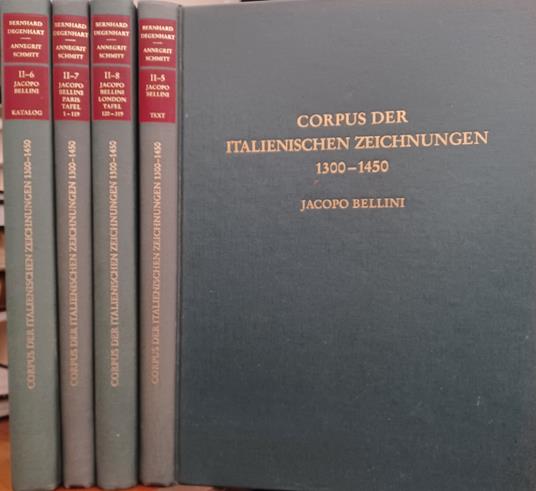 BERNHARD
DEGENHART
ANNEGRIT
SCHMITT
II-6
JACOPO
BELLINI
KATALOG
CORPUS DER ITALIENISCHEN ZEICHNUNGEN 1300-1450
BERNHARD
DEGENHART
ANNEGRIT
SCHMITT
II-7
JACOPO
BELLINI
PARIS
TAFEL
1-119
CORPUS DER ITALIENISCHEN ZEICHNUNGEN 1300-1450
BERNHARD
DEGENHART
ANNEGRIT
SCHMITT
II-8
JACOPO
BELLINI
LONDON
TAFEL
120-319
CORPUS DER ITALIENISCHEN ZEICHNUNGEN 1300-1450
BERNHARD
DEGENHART
ANNEGRIT
SCHMITT
II-5
JACOPO
BELLINI
TEXT
CORPUS DER ITALIENISCHEN ZEICHNUNGEN 1300-1450
CORPUS DER
ITALIENISCHEN ZEICHNUNGEN
1300-1450
JACOPO BELLINI